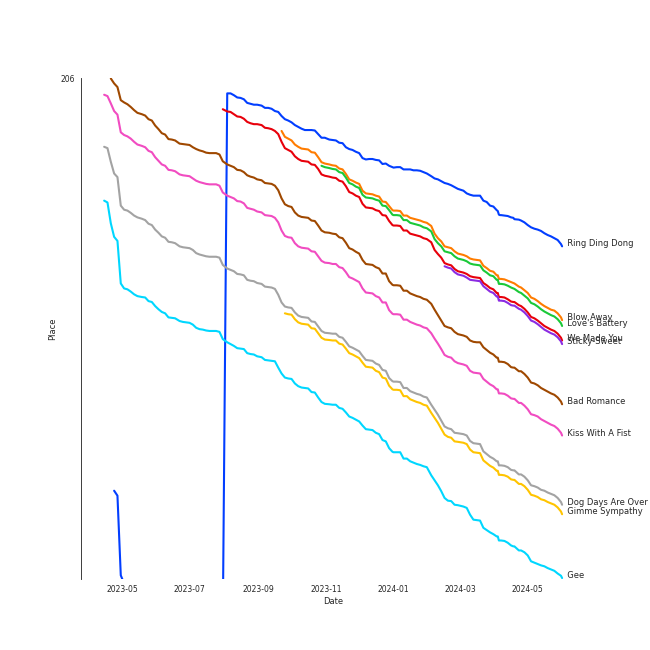 206
Ring Ding Dong
Blow Away
Love's Battery
We Made You
Sticky Sweet
Bad Romance
Kiss With A Fist
Dog Days Are Over
Gimme Sympathy
Gee
Place
2023-05
2023-07
2023-09
2023-11
2024-01
2024-03
2024-05
Date